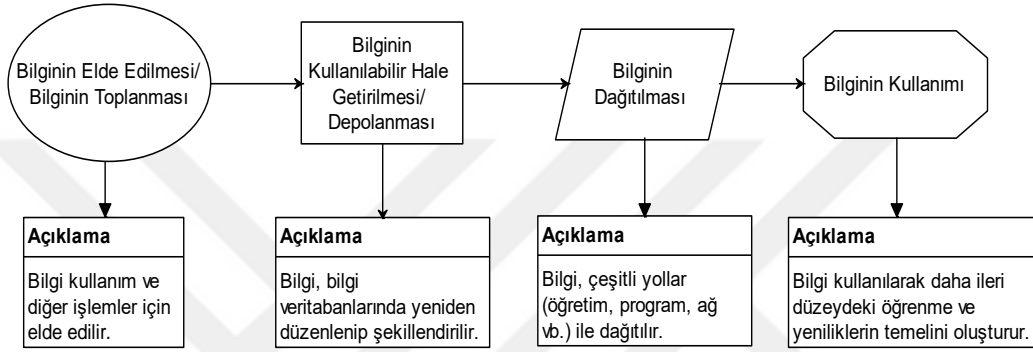 Bilginin Elde Edilmesi/
Bilginin Toplanması
Bilginin
Kullanılabilir Hale
Getirilmesi/
Depolanması
Bilginin
Dağıtılması
Bilginin Kullanımı
Açıklama
Bilgi kullanım ve
diğer işlemler için
elde edilir.
Açıklama
Bilgi, bilgi
veritabanlarında yeniden
düzenlenip şekillendirilir.
Açıklama
Bilgi, çeşitli yollar
(öğretim, program, ağ
vb.) ile dağıtılır.
Açıklama
Bilgi kullanılarak daha ileri
düzeydeki öğrenme ve
yeniliklerin temelini oluşturur.